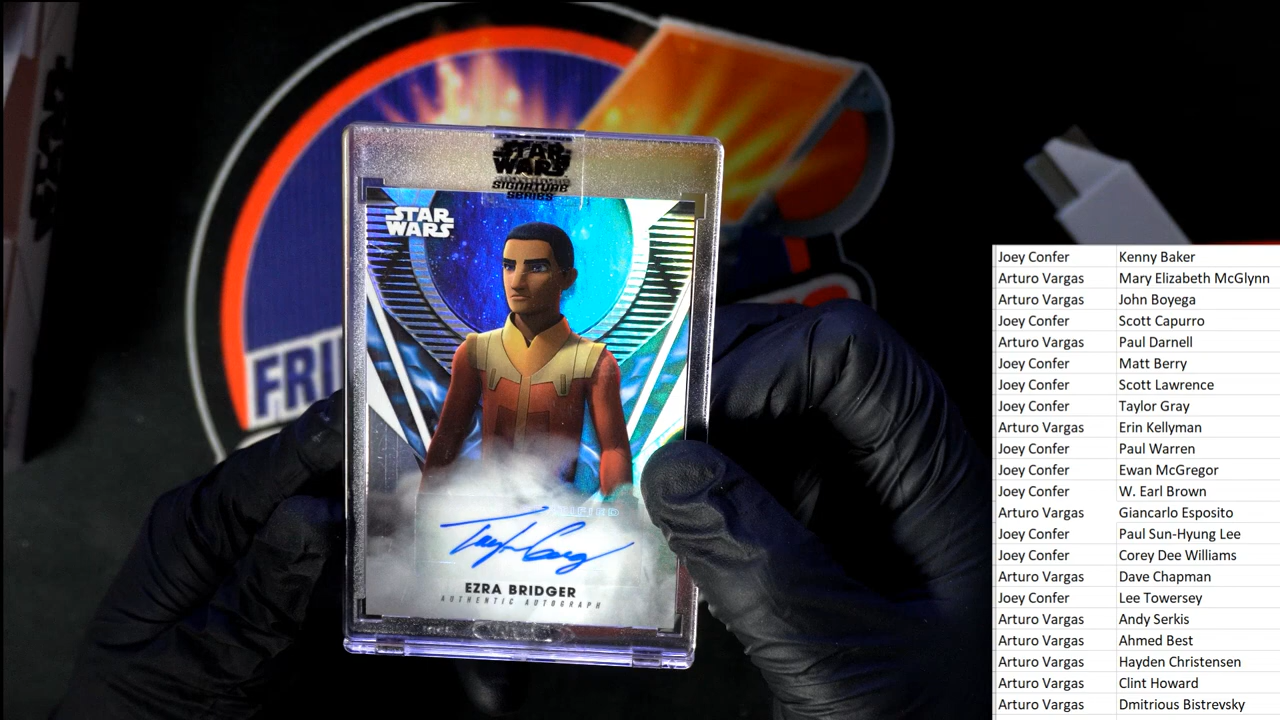 STAR
WARS
SIGNATURE
SERIES
STAR
WARS
FRI
Taylor Gray
EZRA BRIDGER
AUTHENTIC AUTOGRAPH
Joey Confer Kenny Baker
Arturo Vargas Mary Elizabeth McGlynn
Arturo Vargas John Boyega
Joey Confer Scott Capurro
Arturo Vargas Paul Darnell
Joey Confer Matt Berry
Joey Confer Scott Lawrence
Joey Confer Taylor Gray
Arturo Vargas Erin Kellyman
Joey Confer Paul Warren
Joey Confer Ewan McGregor
Joey Confer W. Earl Brown
Arturo Vargas Giancarlo Esposito
Joey Confer Paul Sun-Hyung Lee
Joey Confer Corey Dee Williams
Arturo Vargas Dave Chapman
Joey Confer Lee Towersey
Arturo Vargas Andy Serkis
Arturo Vargas Ahmed Best
Arturo Vargas Hayden Christensen
Arturo Vargas Clint Howard
Arturo Vargas Dmitrious Bistrevsky